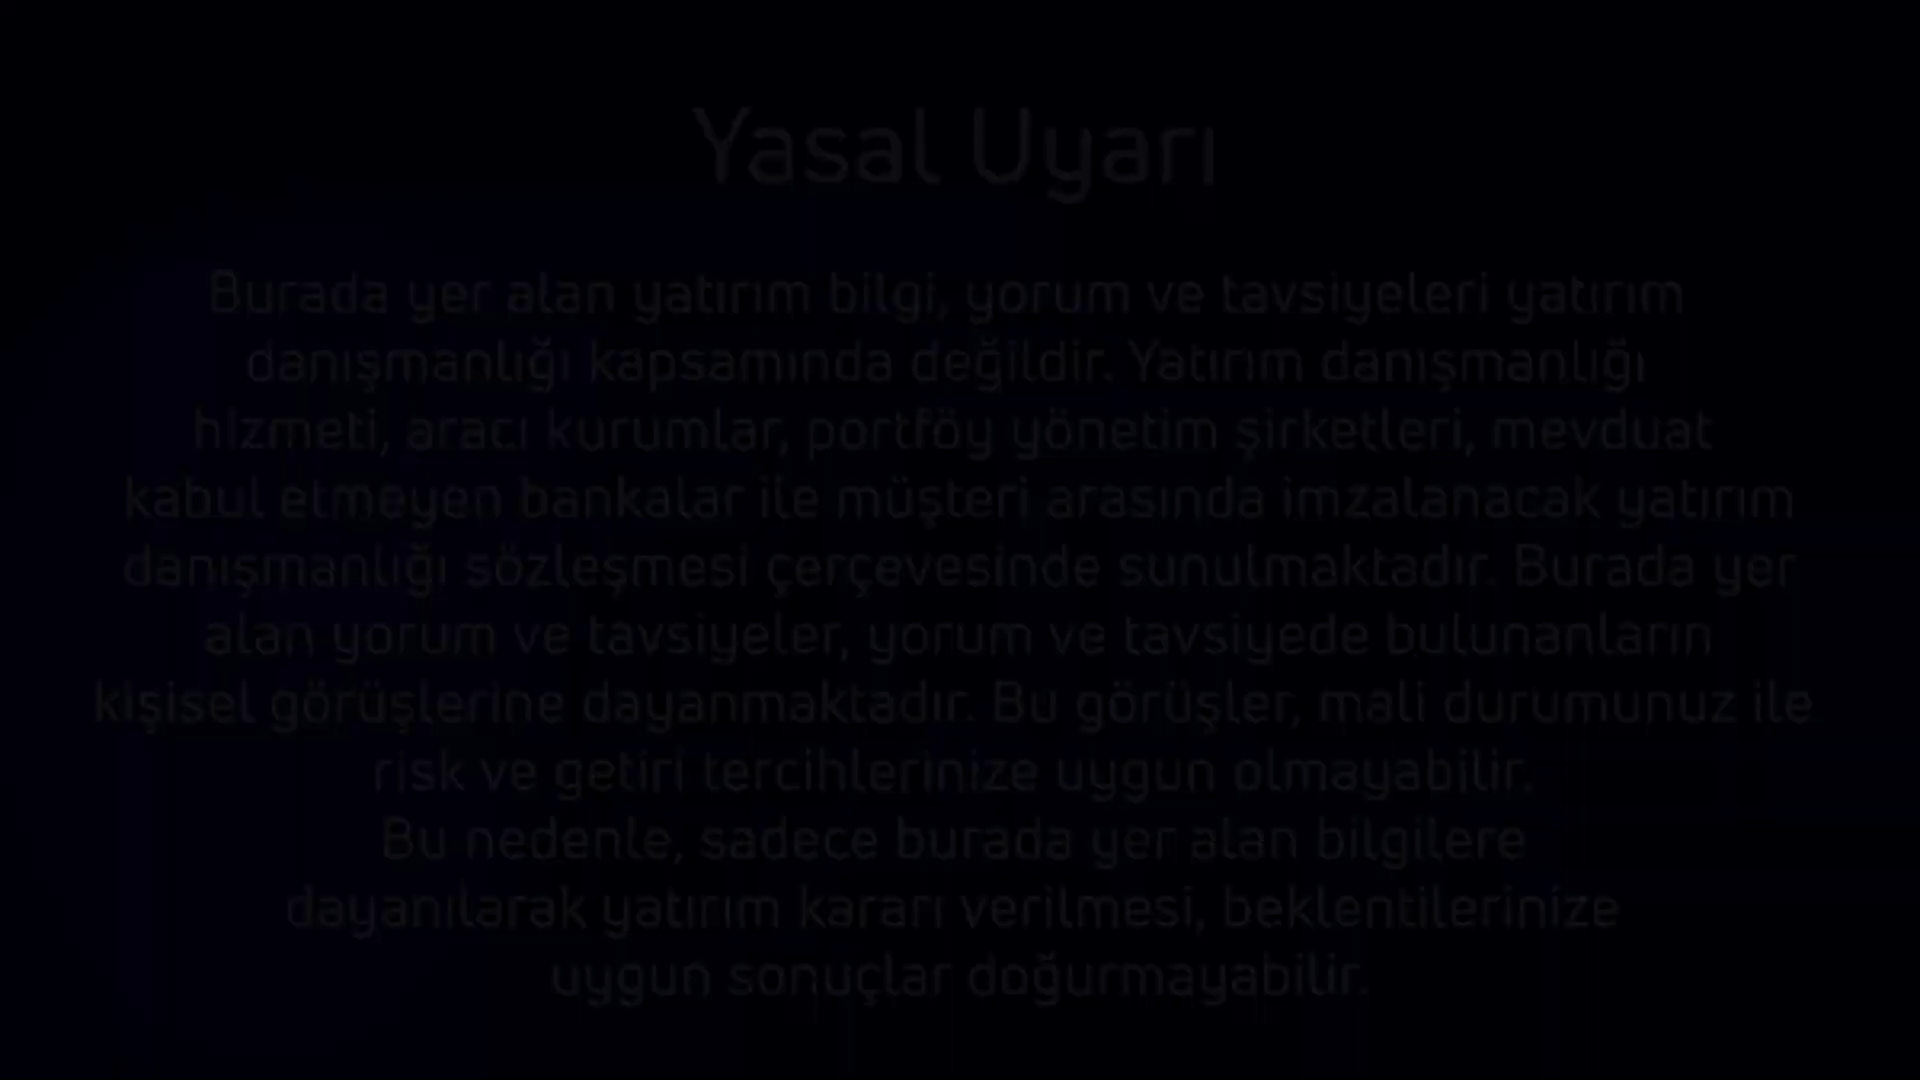 Yasal Uyarı
Burada yer alan yatırım bilgi, yorum ve tavsiyeleri yatırım
danışmanlığı kapsamında değildir. Yatırım danışmanlığı
hizmeti, aracı kurumlar, portföy yönetim şirketleri, mevduat
kabul etmeyen bankalar ile müşteri arasında imzalanacak yatırım
danışmanlığı sözleşmesi çerçevesinde sunulmaktadır. Burada yer
alan yorum ve tavsiyeler, yorum ve tavsiyede bulunanların
kişisel görüşlerine dayanmaktadır. Bu görüşler, mali durumunuz ile
risk ve getiri tercihlerinize uygun olmayabilir.
Bu nedenle, sadece burada yer alan bilgilere
dayanılarak yatırım kararı verilmesi, beklentilerinize
uygun sonuçlar doğurmayabilir.